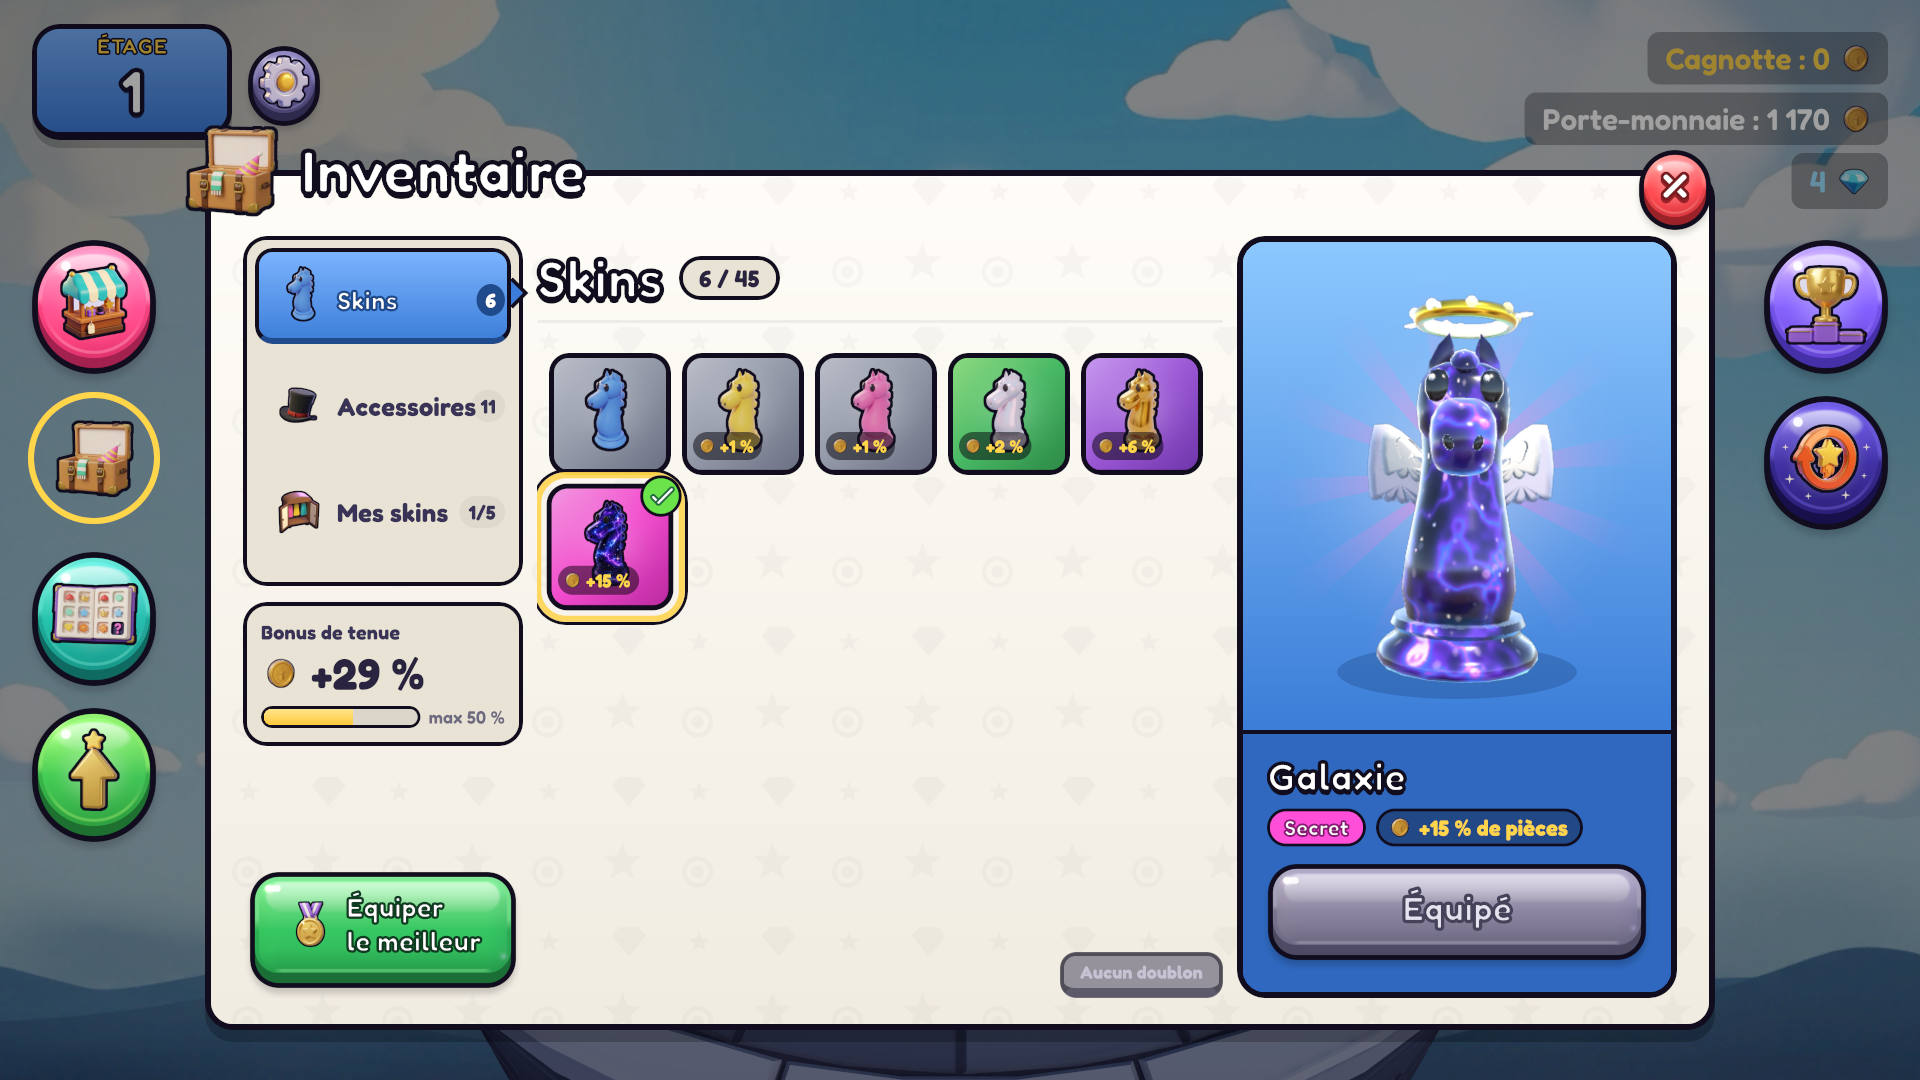 ÉTAGE
1
Cagnotte : 0
Porte-monnaie : 1 170
4
Inventaire
Skins
6
Accessoires 11
Mes skins 1/5
Bonus de tenue
+29 %
max 50 %
Équiper
le meilleur
Skins 6 / 45
+1 %
+1 %
+2 %
+6 %
+15 %
Aucun doublon
Galaxie
Secret
+15 % de pièces
Équipé